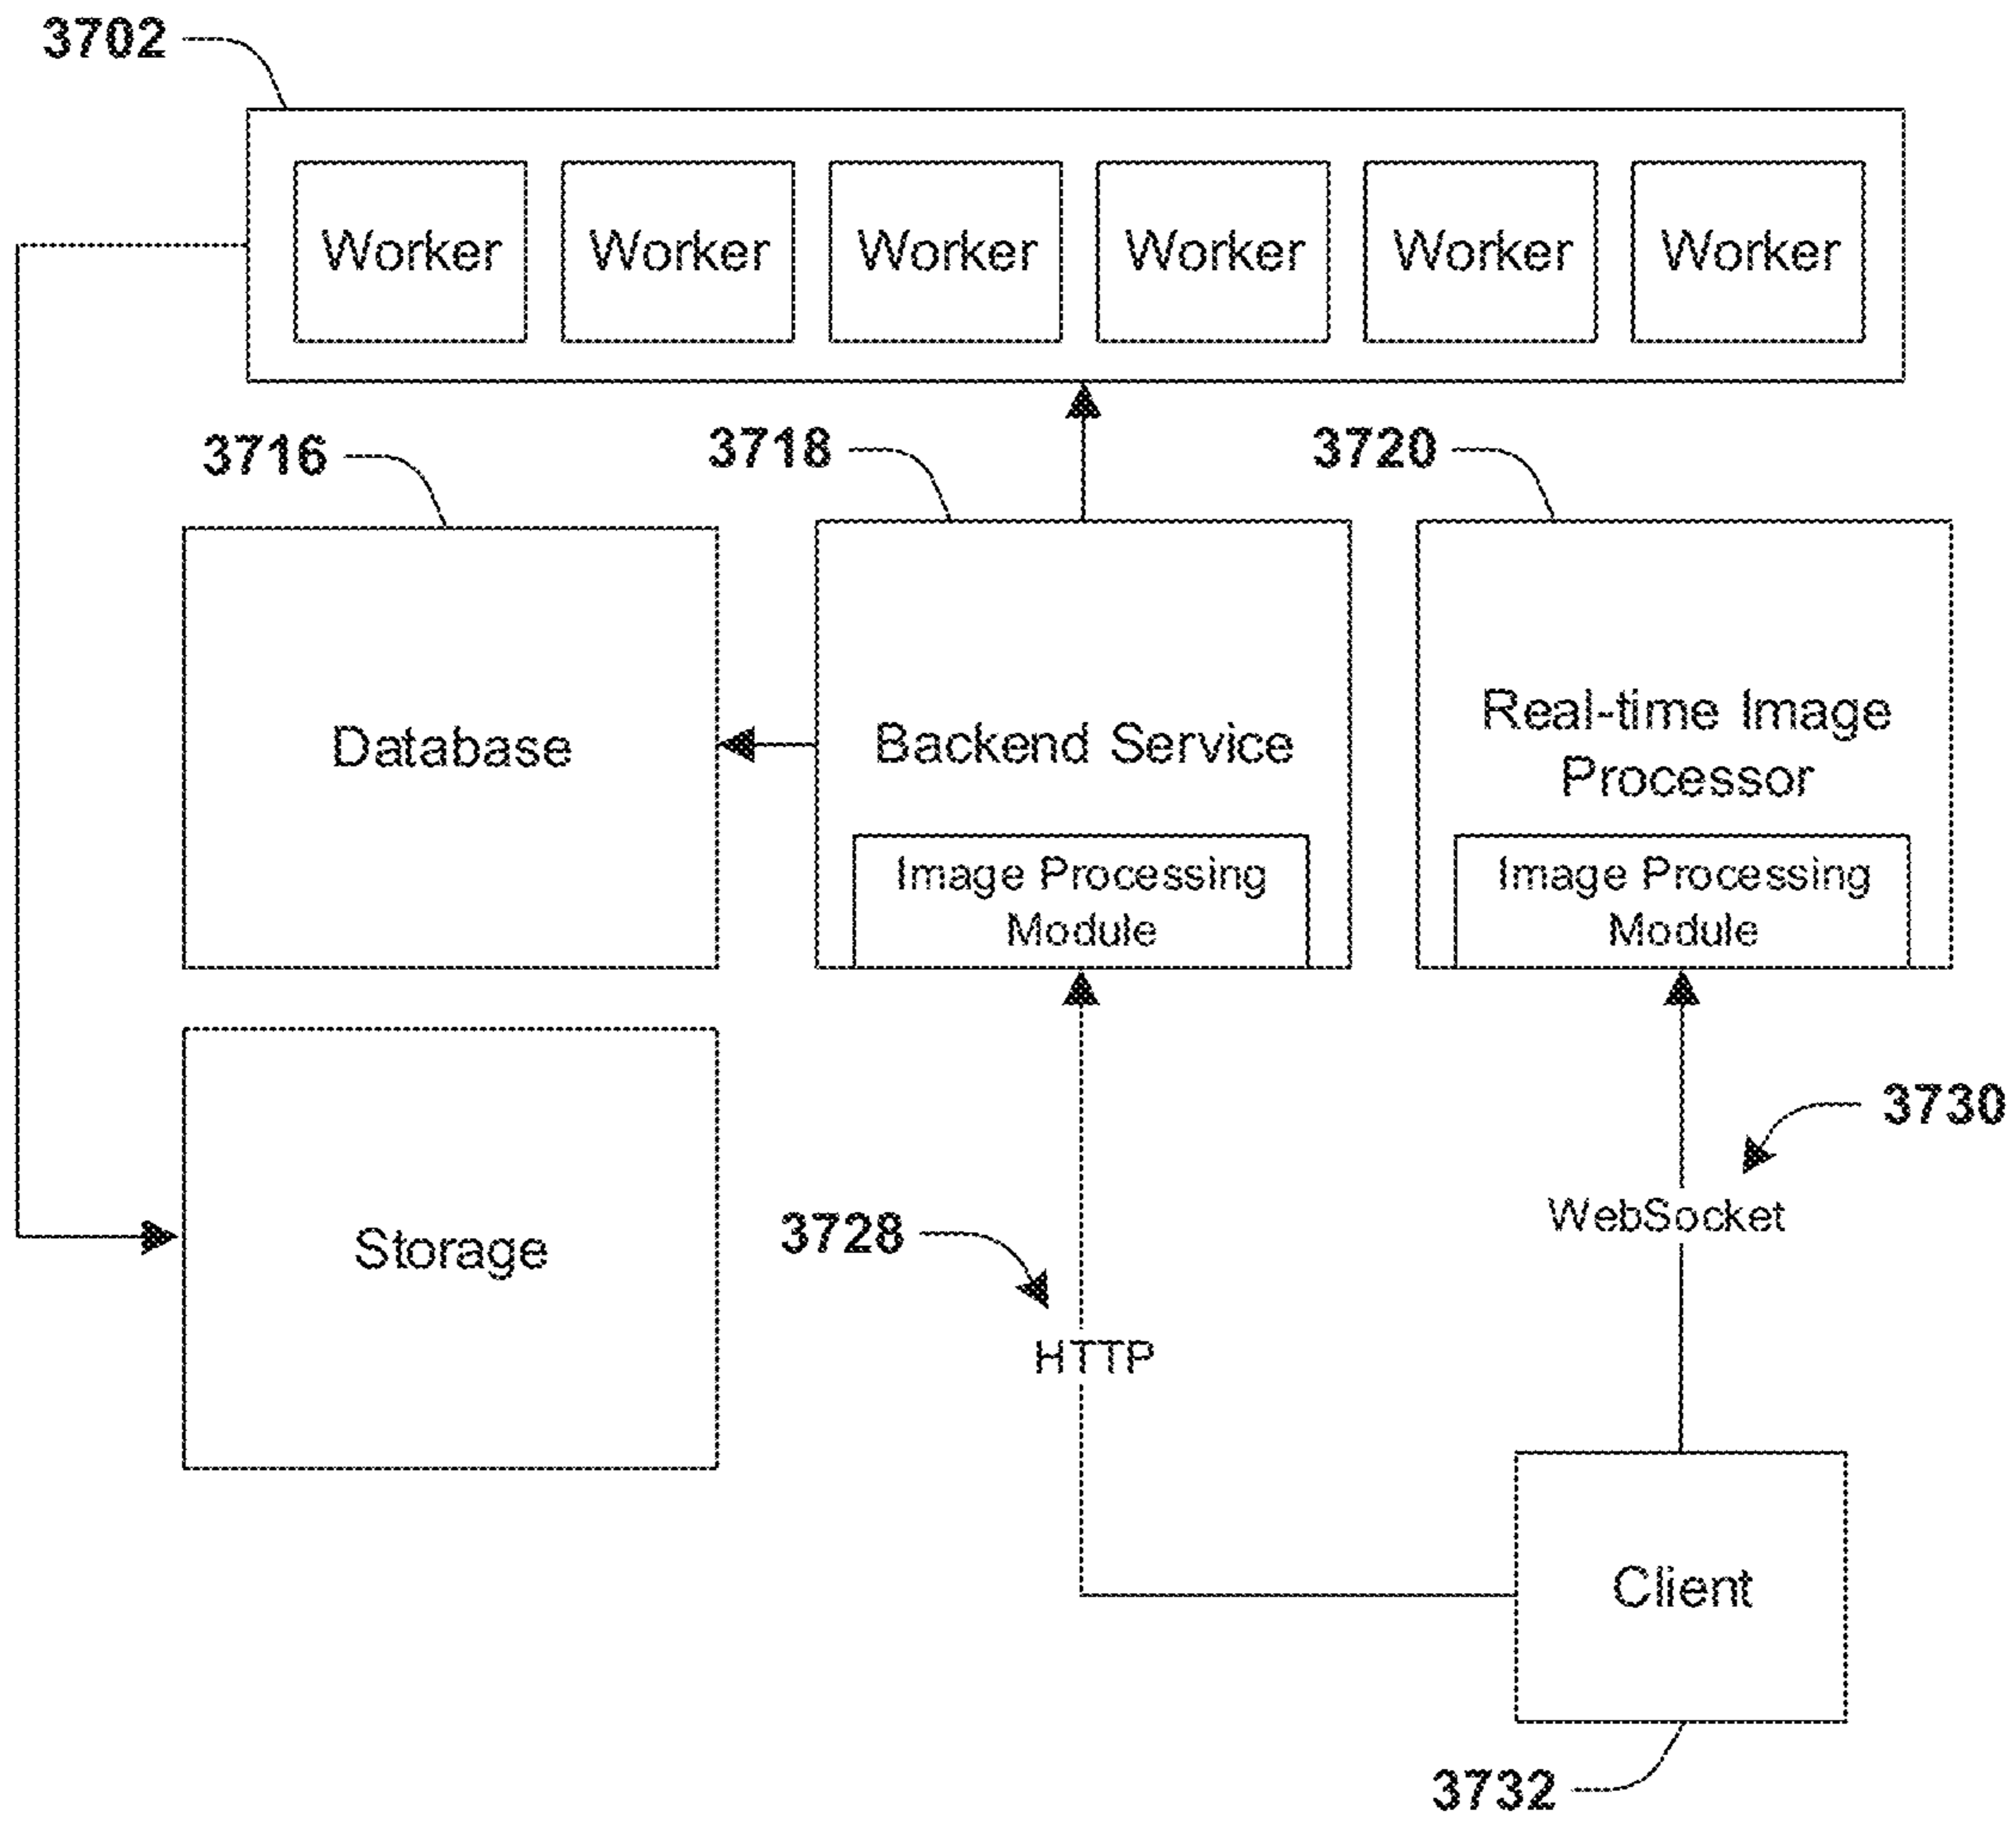 3702
Worker Worker Worker Worker Worker Worker
3716
3718
3720
Database
Backend Service
Real-time Image
Processor
Image Processing
Module
Image Processing
Module
3730
WebSocket
3728
HTTP
Storage
Client
3732